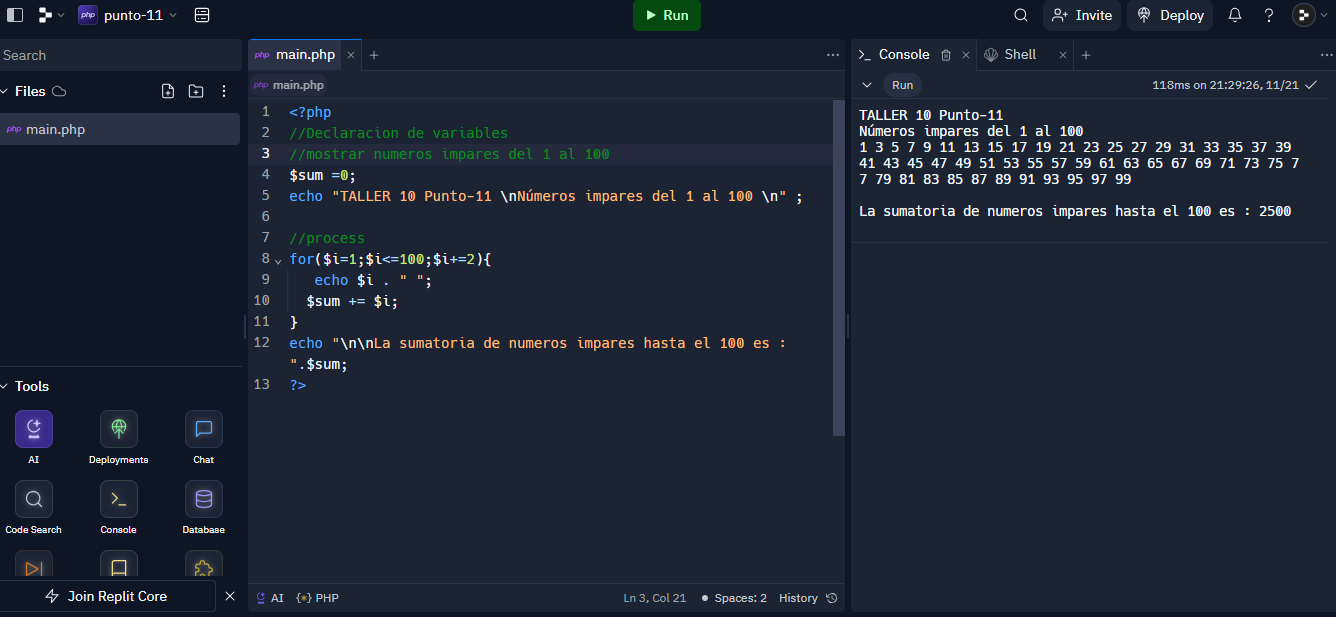 php punto-11
Run
Invite
Deploy
Search
Files
php main.php
Tools
AI
Deployments
Chat
Code Search
Console
Database
Join Replit Core
php main.php
php main.php
1 <?php
2 //Declaracion de variables
3 //mostrar numeros impares del 1 al 100
4 $sum =0;
5 echo "TALLER 10 Punto-11 \nNúmeros impares del 1 al 100 \n" ;
6
7 //process
8 for($i=1;$i<=100;$i+=2){
9 echo $i . " ";
10 $sum += $i;
11 }
12 echo "\n\nLa sumatoria de numeros impares hasta el 100 es :
".$sum;
13 ?>
AI {*} PHP
Ln 3, Col 21
Spaces: 2
History
>_ Console
Shell
Run
118ms on 21:29:26, 11/21
TALLER 10 Punto-11
Números impares del 1 al 100
1 3 5 7 9 11 13 15 17 19 21 23 25 27 29 31 33 35 37 39
41 43 45 47 49 51 53 55 57 59 61 63 65 67 69 71 73 75 7
7 79 81 83 85 87 89 91 93 95 97 99
La sumatoria de numeros impares hasta el 100 es : 2500